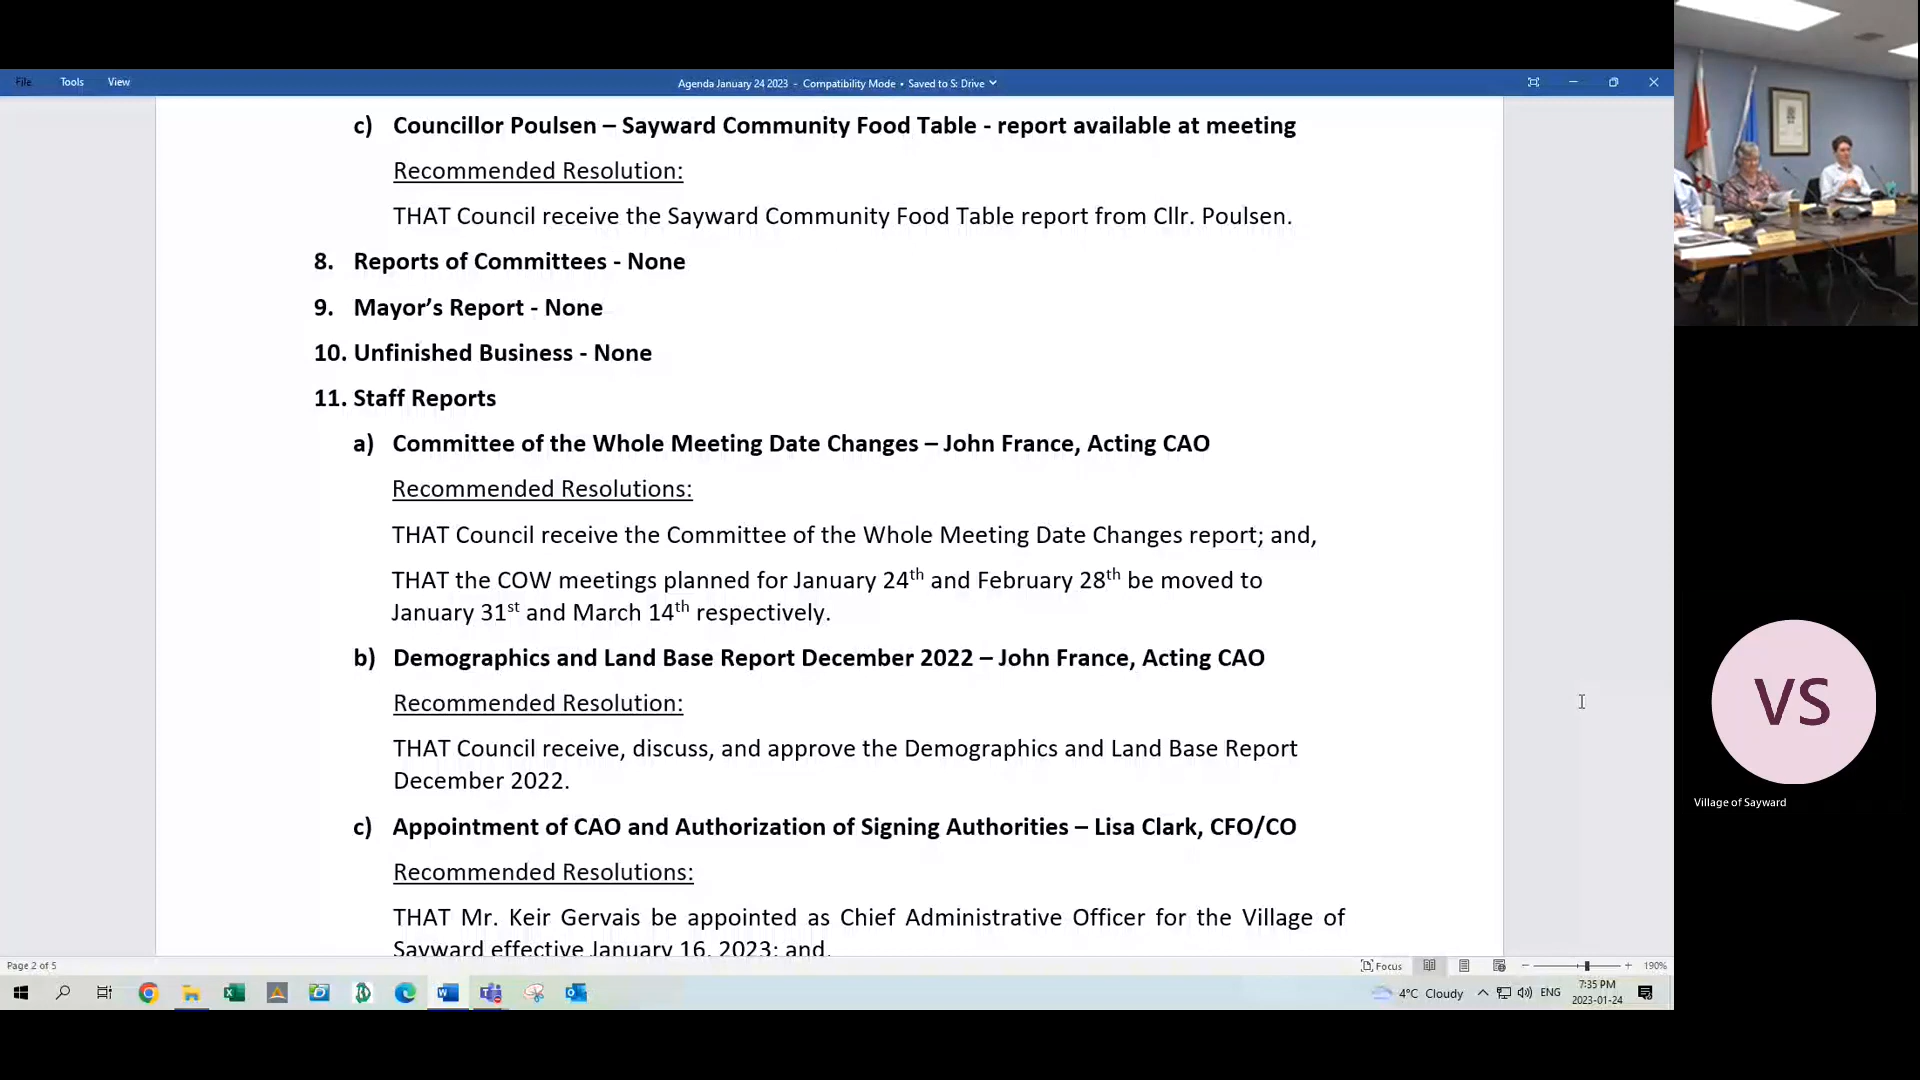 File Tools View Agenda January 24 2023 - Compatibility Mode • Saved to S: Drive
c) Councillor Poulsen – Sayward Community Food Table - report available at meeting
Recommended Resolution:
THAT Council receive the Sayward Community Food Table report from Cllr. Poulsen.
8. Reports of Committees - None
9. Mayor’s Report - None
10. Unfinished Business - None
11. Staff Reports
a) Committee of the Whole Meeting Date Changes – John France, Acting CAO
Recommended Resolutions:
THAT Council receive the Committee of the Whole Meeting Date Changes report; and,
THAT the COW meetings planned for January 24th and February 28th be moved to
January 31st and March 14th respectively.
b) Demographics and Land Base Report December 2022 – John France, Acting CAO
Recommended Resolution:
THAT Council receive, discuss, and approve the Demographics and Land Base Report
December 2022.
c) Appointment of CAO and Authorization of Signing Authorities – Lisa Clark, CFO/CO
Recommended Resolutions:
THAT Mr. Keir Gervais be appointed as Chief Administrative Officer for the Village of
Sayward effective January 16, 2023; and,
Page 2 of 5 Focus 190%
4°C Cloudy ENG 7:35 PM
2023-01-24
VS
Village of Sayward